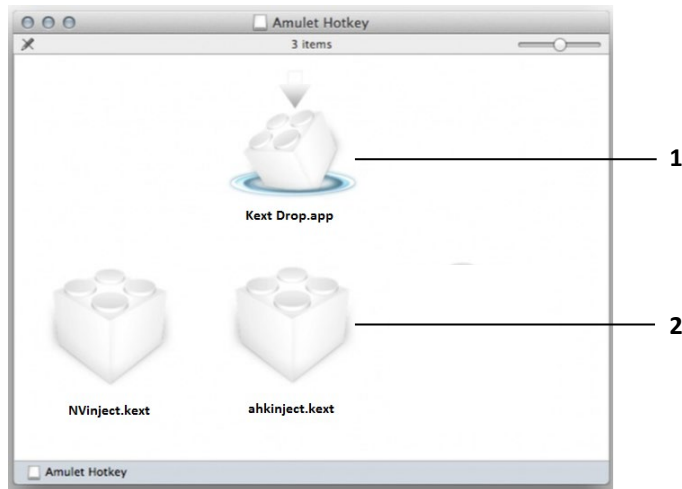 Amulet Hotkey
3 items
1
Kext Drop.app
2
NVinject.kext
ahkinject.kext
Amulet Hotkey